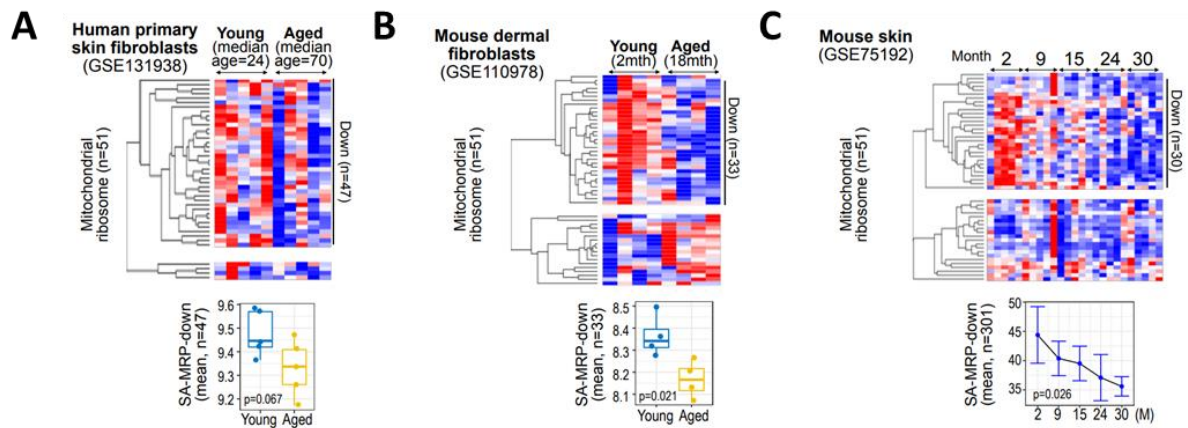 A
Human primary
skin fibroblasts
(GSE131938)
Young
(median
age=24)
Aged
(median
age=70)
Mitochondrial
ribosome (n=51)
Down (n=47)
SA-MRP-down
(mean, n=47)
9.6
9.5
9.4
9.3
9.2
p=0.067
Young Aged
B
Mouse dermal
fibroblasts
(GSE110978)
Young
(2mth)
Aged
(18mth)
Mitochondrial
ribosome (n=51)
Down (n=33)
SA-MRP-down
(mean, n=33)
8.5
8.4
8.3
8.2
8.1
p=0.021
Young Aged
C
Mouse skin
(GSE75192)
Month 2 9 15 24 30
Mitochondrial
ribosome (n=51)
Down (n=30)
SA-MRP-down
(mean, n=301)
50
45
40
35
p=0.026
2 9 15 24 30 (M)